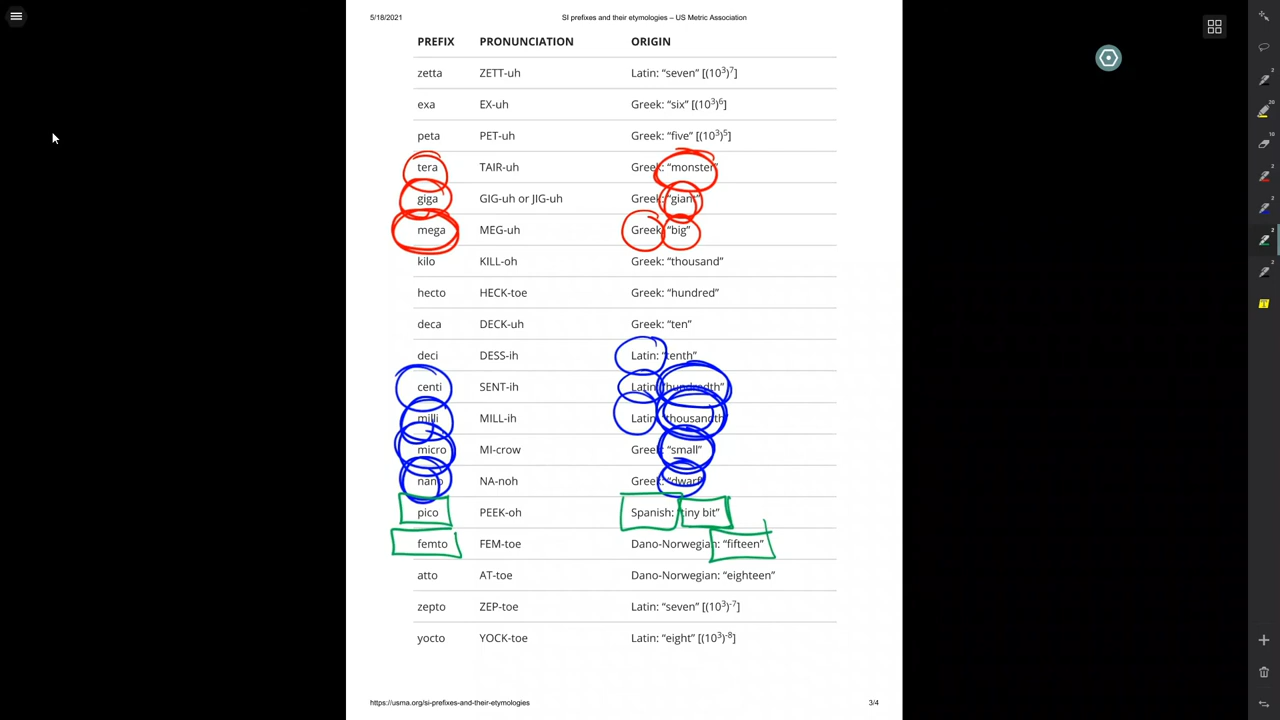 5/18/2021 SI prefixes and their etymologies – US Metric Association
PREFIX PRONUNCIATION ORIGIN
zetta ZETT-uh Latin: “seven” [(10³)⁷]
exa EX-uh Greek: “six” [(10³)⁶]
peta PET-uh Greek: “five” [(10³)⁵]
tera TAIR-uh Greek: “monster”
giga GIG-uh or JIG-uh Greek: “giant”
mega MEG-uh Greek: “big”
kilo KILL-oh Greek: “thousand”
hecto HECK-toe Greek: “hundred”
deca DECK-uh Greek: “ten”
deci DESS-ih Latin: “tenth”
centi SENT-ih Latin: “hundredth”
milli MILL-ih Latin: “thousandth”
micro MI-crow Greek: “small”
nano NA-noh Greek: “dwarf”
pico PEEK-oh Spanish: “tiny bit”
femto FEM-toe Dano-Norwegian: “fifteen”
atto AT-toe Dano-Norwegian: “eighteen”
zepto ZEP-toe Latin: “seven” [(10³)⁻⁷]
yocto YOCK-toe Latin: “eight” [(10³)⁻⁸]
https://usma.org/si-prefixes-and-their-etymologies 3/4